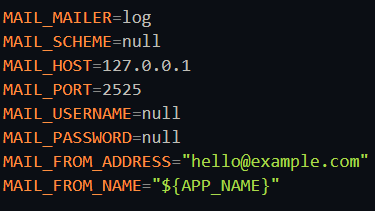 MAIL_MAILER=log
MAIL_SCHEME=null
MAIL_HOST=127.0.0.1
MAIL_PORT=2525
MAIL_USERNAME=null
MAIL_PASSWORD=null
MAIL_FROM_ADDRESS="hello@example.com"
MAIL_FROM_NAME="${APP_NAME}"